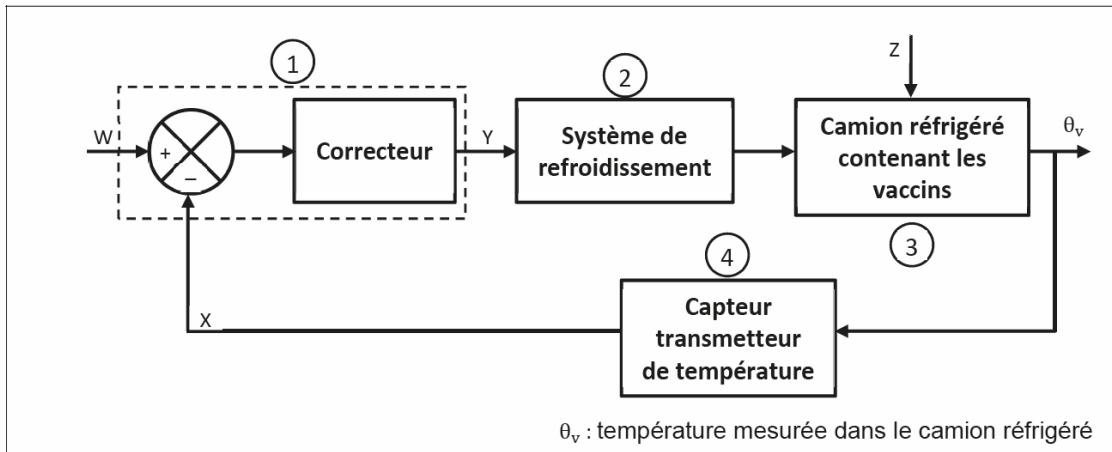 1
2
Z
W
+
−
Correcteur
Y
Système de
refroidissement
Camion réfrigéré
contenant les
vaccins
θv
3
4
X
Capteur
transmetteur
de température
θv : température mesurée dans le camion réfrigéré